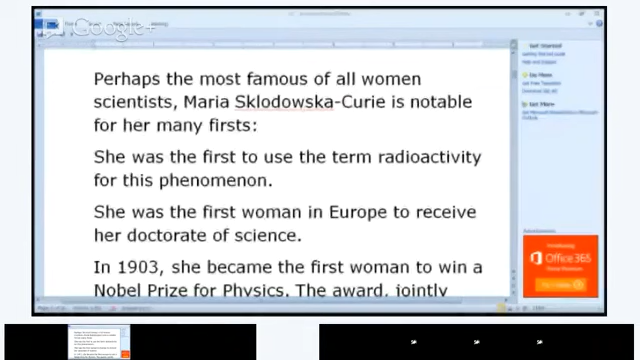 Google+
Perhaps the most famous of all women
scientists, Maria Sklodowska-Curie is notable
for her many firsts:
She was the first to use the term radioactivity
for this phenomenon.
She was the first woman in Europe to receive
her doctorate of science.
In 1903, she became the first woman to win a
Nobel Prize for Physics. The award, jointly
Get Started
Office 365